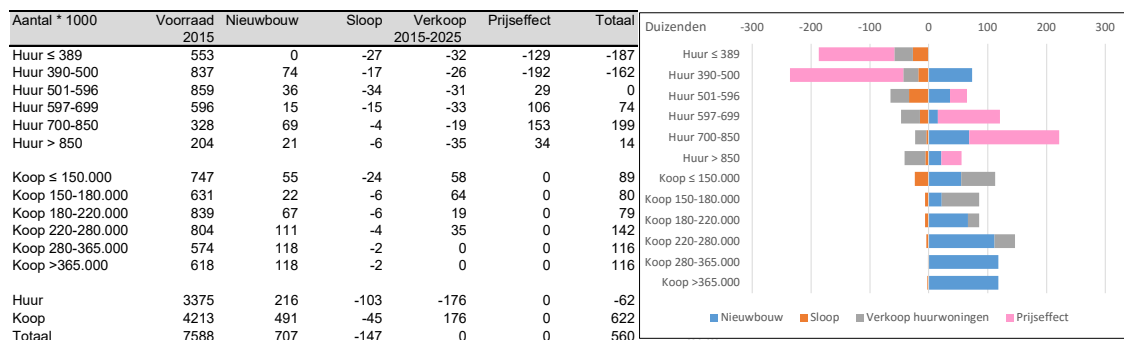 Aantal * 1000 Voorraad Nieuwbouw Sloop Verkoop Prijseffect Totaal
2015 2015-2025
Huur ≤ 389 553 0 -27 -32 -129 -187
Huur 390-500 837 74 -17 -26 -192 -162
Huur 501-596 859 36 -34 -31 29 0
Huur 597-699 596 15 -15 -33 106 74
Huur 700-850 328 69 -4 -19 153 199
Huur > 850 204 21 -6 -35 34 14
Koop ≤ 150.000 747 55 -24 58 0 89
Koop 150-180.000 631 22 -6 64 0 80
Koop 180-220.000 839 67 -6 19 0 79
Koop 220-280.000 804 111 -4 35 0 142
Koop 280-365.000 574 118 -2 0 0 116
Koop >365.000 618 118 -2 0 0 116
Huur 3375 216 -103 -176 0 -62
Koop 4213 491 -45 176 0 622
Totaal 7588 707 -147 0 0 560
Duizenden -300 -200 -100 0 100 200 300
Huur ≤ 389
Huur 390-500
Huur 501-596
Huur 597-699
Huur 700-850
Huur > 850
Koop ≤ 150.000
Koop 150-180.000
Koop 180-220.000
Koop 220-280.000
Koop 280-365.000
Koop >365.000
Nieuwbouw Sloop Verkoop huurwoningen Prijseffect